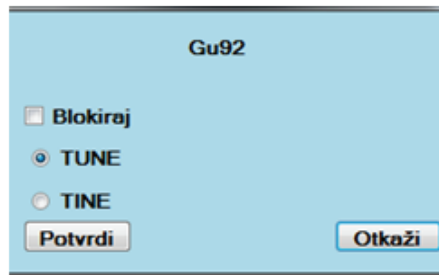 Gu92
Blokiraj
TUNE
TINE
Potvrdi Otkaži